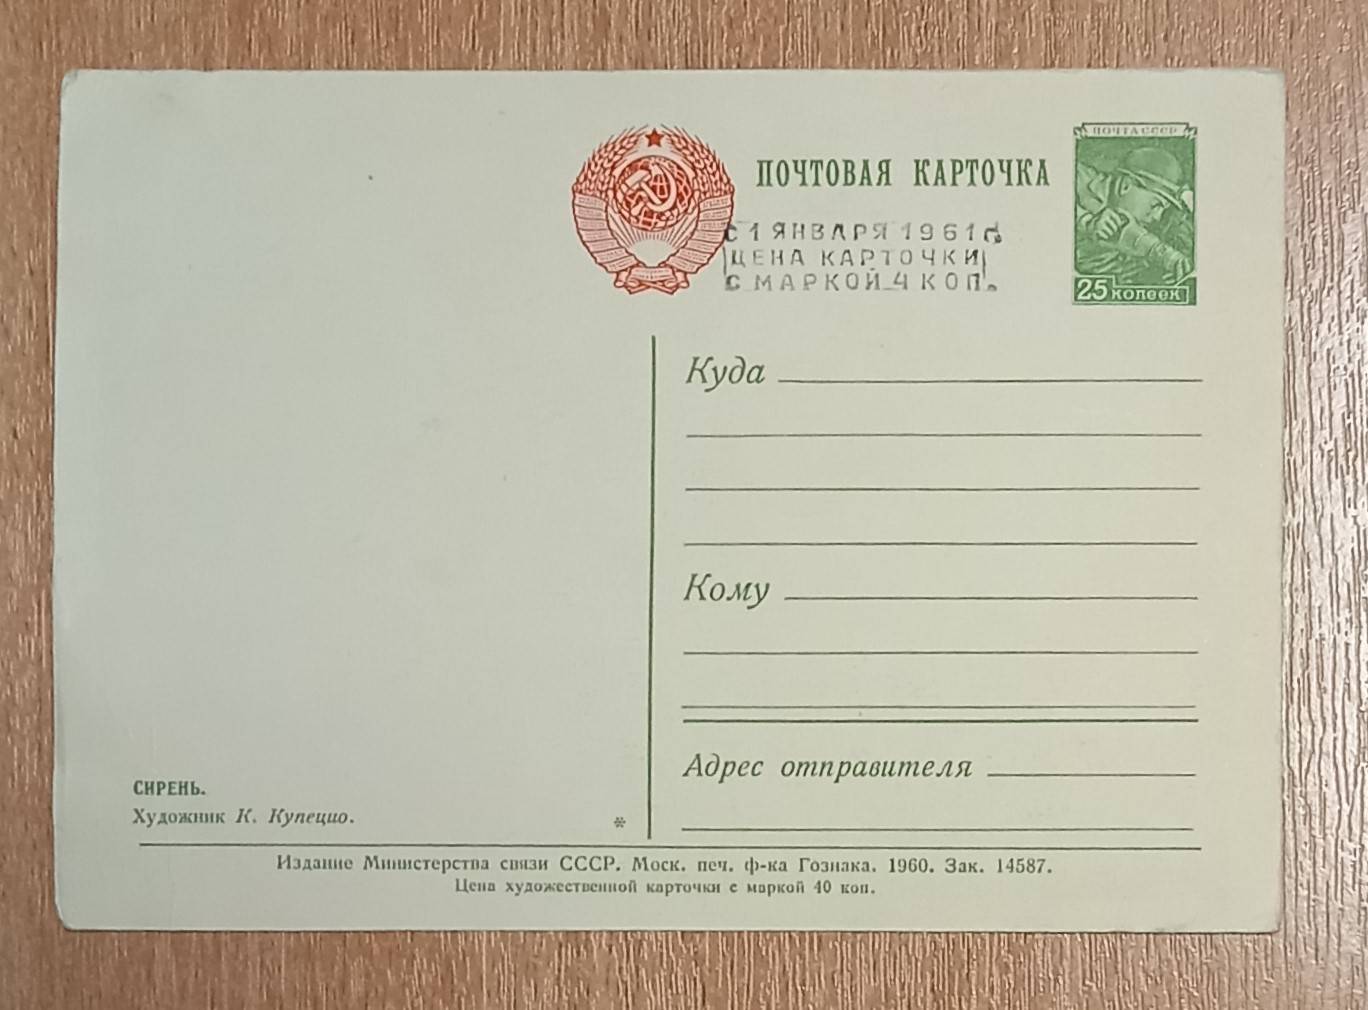 ПОЧТА СССР
ПОЧТОВАЯ КАРТОЧКА
С 1 ЯНВАРЯ 1961 г.
ЦЕНА КАРТОЧКИ
С МАРКОЙ 4 КОП.
25 копеек
Куда
Кому
Адрес отправителя
СИРЕНЬ.
Художник К. Купецио.
*
Издание Министерства связи СССР. Моск. печ. ф-ка Гознака. 1960. Зак. 14587.
Цена художественной карточки с маркой 40 коп.